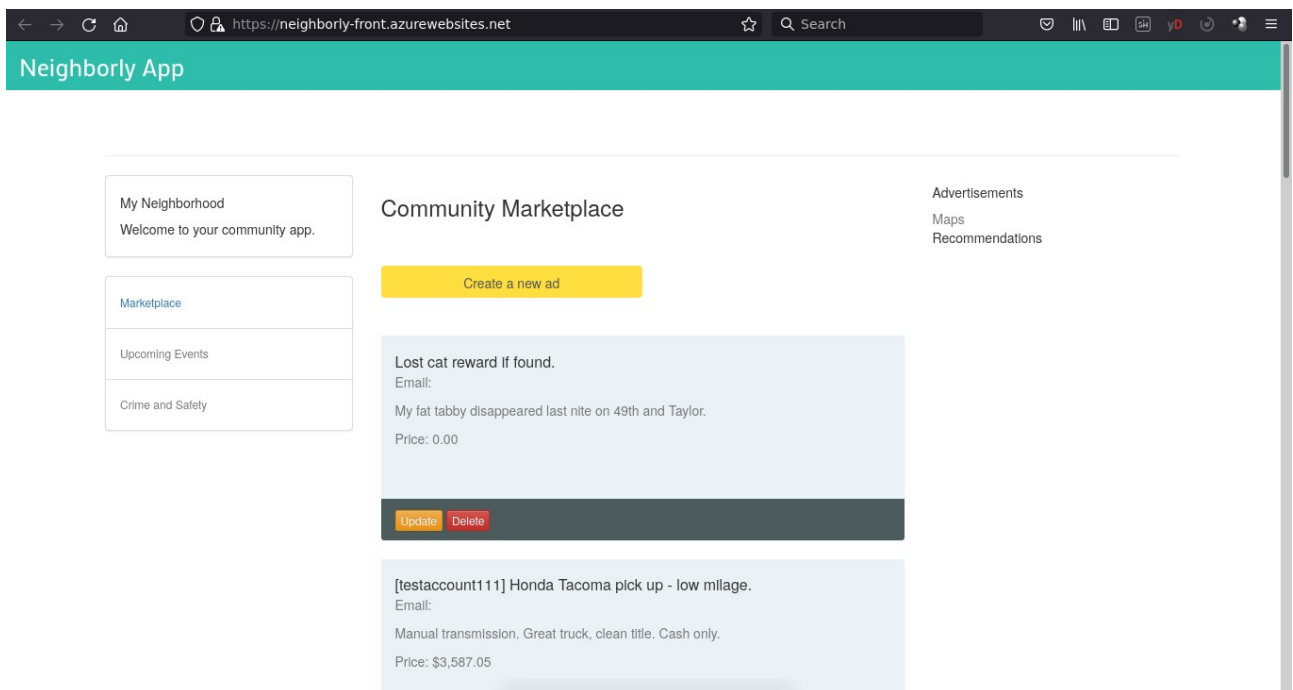 https://neighborly-front.azurewebsites.net
Search
Neighborly App
My Neighborhood
Welcome to your community app.
Marketplace
Upcoming Events
Crime and Safety
Community Marketplace
Create a new ad
Lost cat reward if found.
Email:
My fat tabby disappeared last nite on 49th and Taylor.
Price: 0.00
Update Delete
[testaccount111] Honda Tacoma pick up - low milage.
Email:
Manual transmission. Great truck, clean title. Cash only.
Price: $3,587.05
Advertisements
Maps
Recommendations